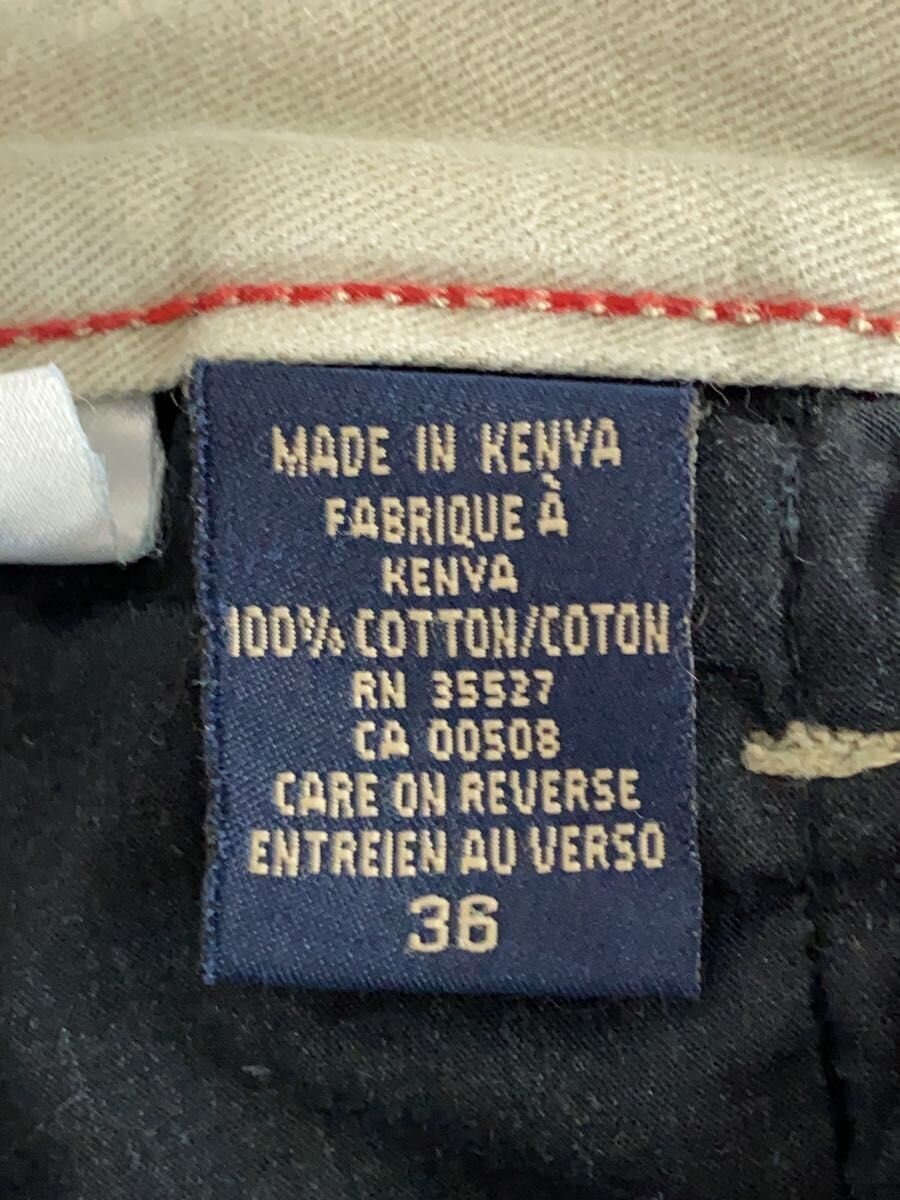 MADE IN KENYA
FABRIQUE À
KENYA
100% COTTON/COTON
RN 35527
CA 00508
CARE ON REVERSE
ENTREIEN AU VERSO
36